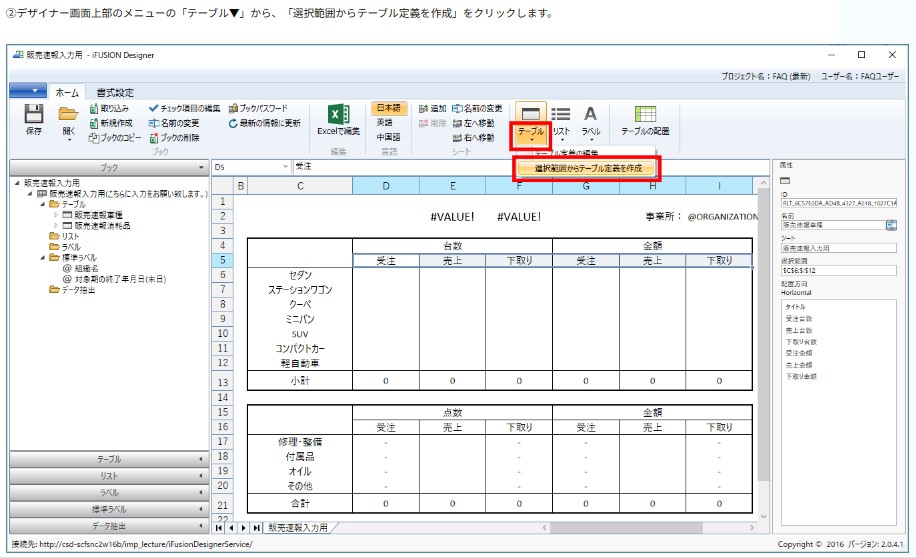 ②デザイナー画面上部のメニューの「テーブル▼」から、「選択範囲からテーブル定義を作成」をクリックします。
販売速報入力用 - iFUSION Designer
プロジェクト名：FAQ (最新) ユーザー名：FAQユーザー
ホーム 書式設定
保存
開く
取り込み
新規作成
ブックのコピー
チェック項目の編集
名前の変更
ブックの削除
ブックパスワード
最新の情報に更新
ブック
Excelで編集
編集
日本語
英語
中国語
言語
追加
削除
名前の変更
左へ移動
右へ移動
シート
テーブル
リスト
ラベル
テーブルの配置
選択範囲からテーブル定義を作成
ブック
販売速報入力用
販売速報入力用(こちらに入力をお願い致します。)
テーブル
販売速報車種
販売速報消耗品
リスト
ラベル
標準ラベル
@ 組織名
@ 対象期の終了年月日(末日)
データ抽出
テーブル
リスト
ラベル
標準ラベル
データ抽出
D5 受注
B C D E F G H I
1
2 #VALUE! #VALUE! 事業所： @ORGANIZATION
3
4 台数 金額
5 受注 売上 下取り 受注 売上 下取り
6 セダン
7 ステーションワゴン
8 クーペ
9 ミニバン
10 SUV
11 コンパクトカー
12 軽自動車
13 小計 0 0 0 0 0 0
14
15 点数 金額
16 受注 売上 下取り 受注 売上 下取り
17 修理・整備 - - - -
18 付属品 - - - -
19 オイル - - - -
20 その他 - - - -
21 合計 0 0 0 0 0 0
22
販売速報入力用
属性
ID
名前
販売速報車種
シート
販売速報入力用
選択範囲
$C$6:$I$12
配置方向
Horizontal
タイトル
受注台数
売上台数
下取り台数
受注金額
売上金額
下取り金額
接続先: http://csd-scfsnc2w16b/imp_lecture/iFusionDesignerService/
Copyright © 2016 バージョン: 2.0.4.1